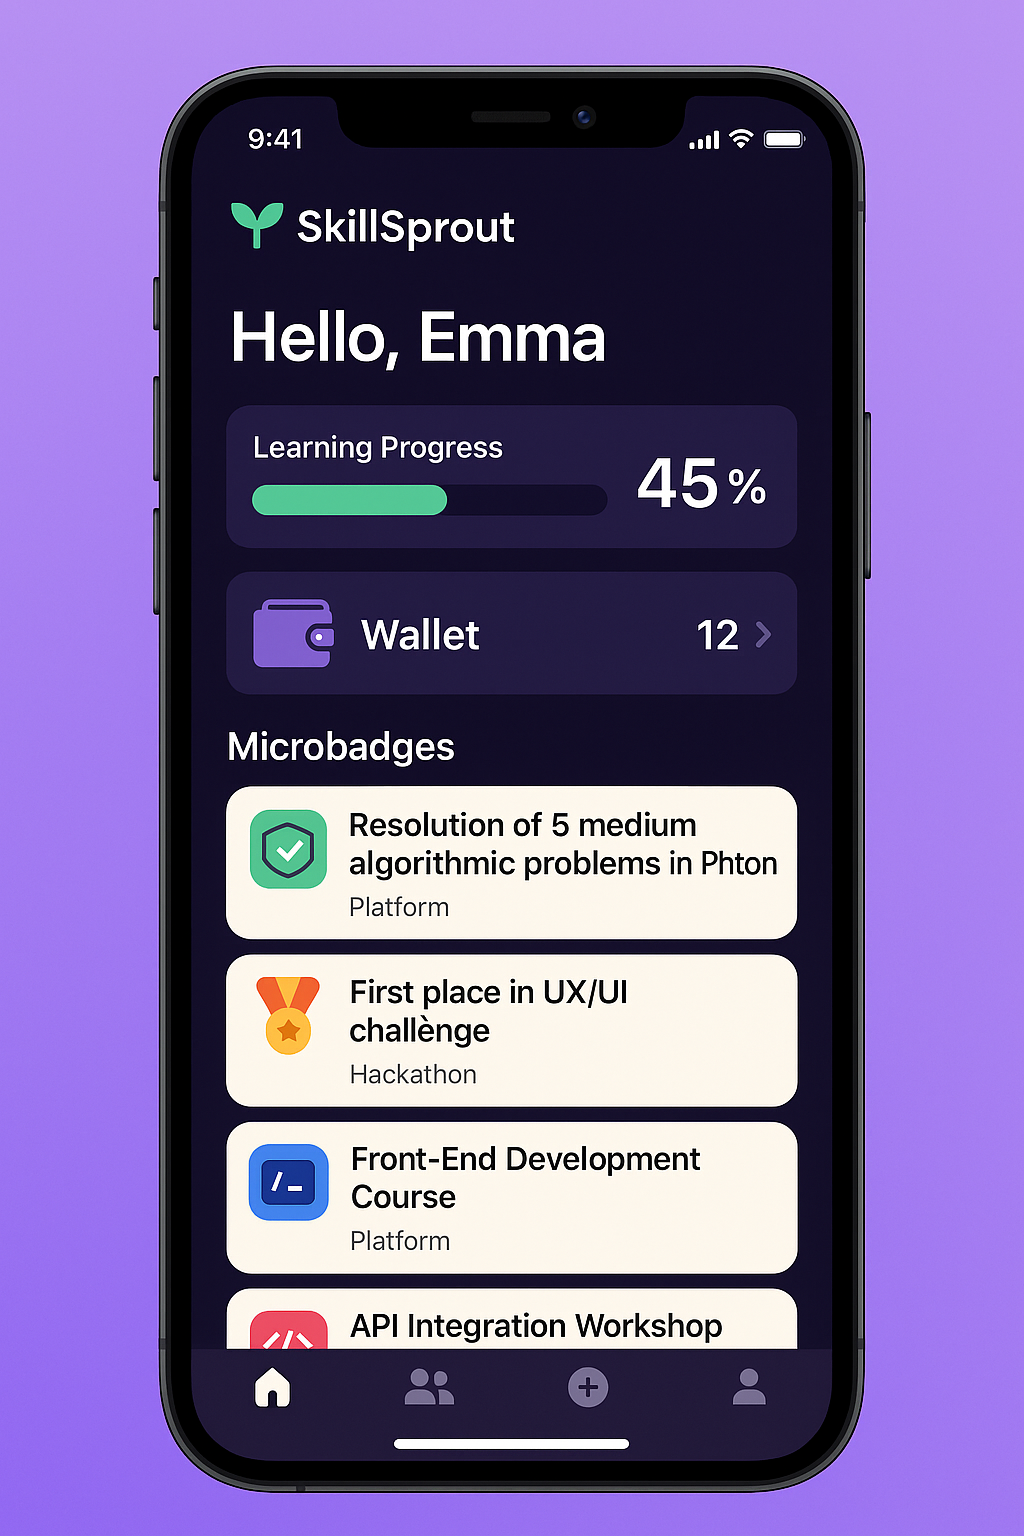 9:41
SkillSprout
Hello, Emma
Learning Progress
45%
Wallet
12
Microbadges
Resolution of 5 medium
algorithmic problems in Phton
Platform
First place in UX/UI
challènge
Hackathon
Front-End Development
Course
Platform
API Integration Workshop